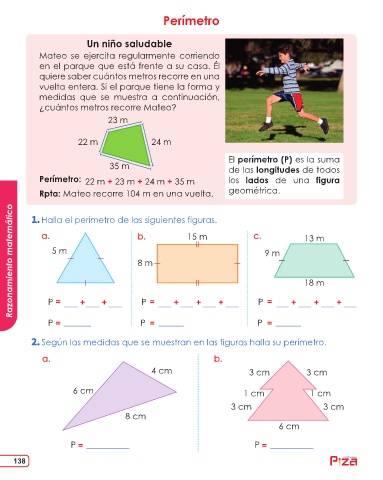 Perímetro
Un niño saludable
Mateo se ejercita regularmente corriendo
en el parque que está frente a su casa. Él
quiere saber cuántos metros recorre en una
vuelta entera. Si el parque tiene la forma y
medidas que se muestra a continuación,
¿cuántos metros recorre Mateo?
23 m
22 m
24 m
35 m
Perímetro: 22 m + 23 m + 24 m + 35 m
Rpta: Mateo recorre 104 m en una vuelta.
El perímetro (P) es la suma
de las longitudes de todos
los lados de una figura
geométrica.
Razonamiento matemático
1. Halla el perímetro de las siguientes figuras.
a.
5 m
P = ___ + ___ + ___
P = ______
b.
15 m
8 m
P = ___ + ___ + ___ + ___
P = ______
c.
13 m
9 m
18 m
P = ___ + ___ + ___ + ___
P = ______
2. Según las medidas que se muestran en las figuras halla su perímetro.
a.
4 cm
6 cm
8 cm
P = __________
b.
3 cm
3 cm
1 cm
1 cm
3 cm
3 cm
6 cm
P = __________
138